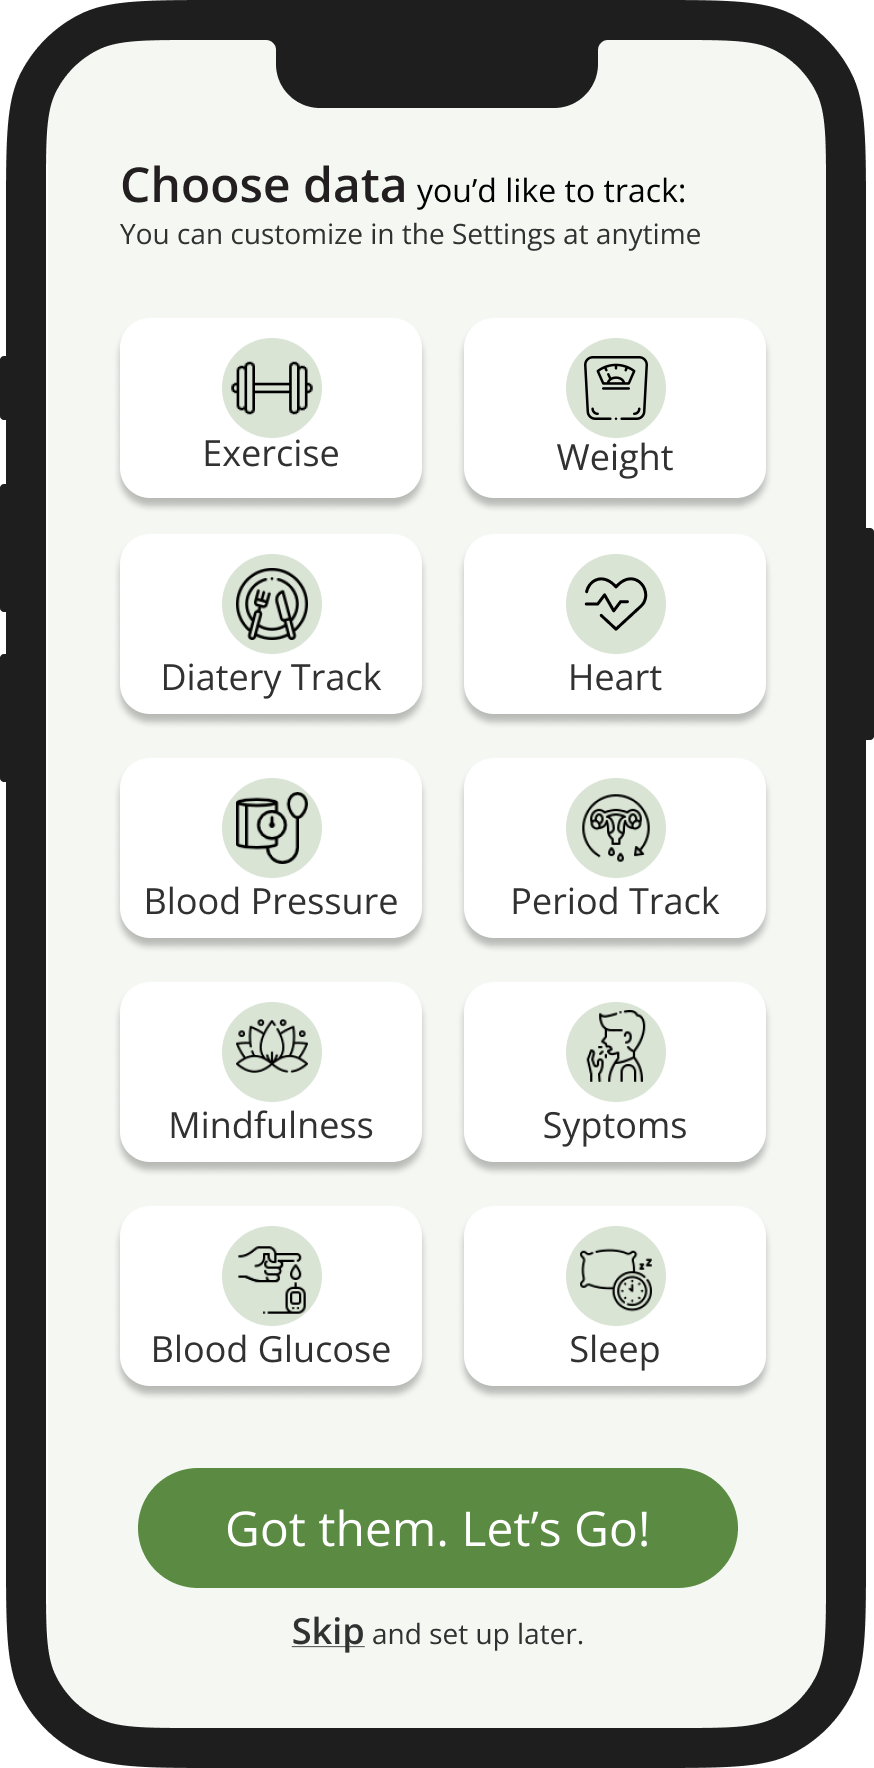 Choose data you’d like to track:
You can customize in the Settings at anytime
Exercise
Weight
Diatery Track
Heart
Blood Pressure
Period Track
Mindfulness
Syptoms
Blood Glucose
Sleep
Got them. Let’s Go!
Skip and set up later.